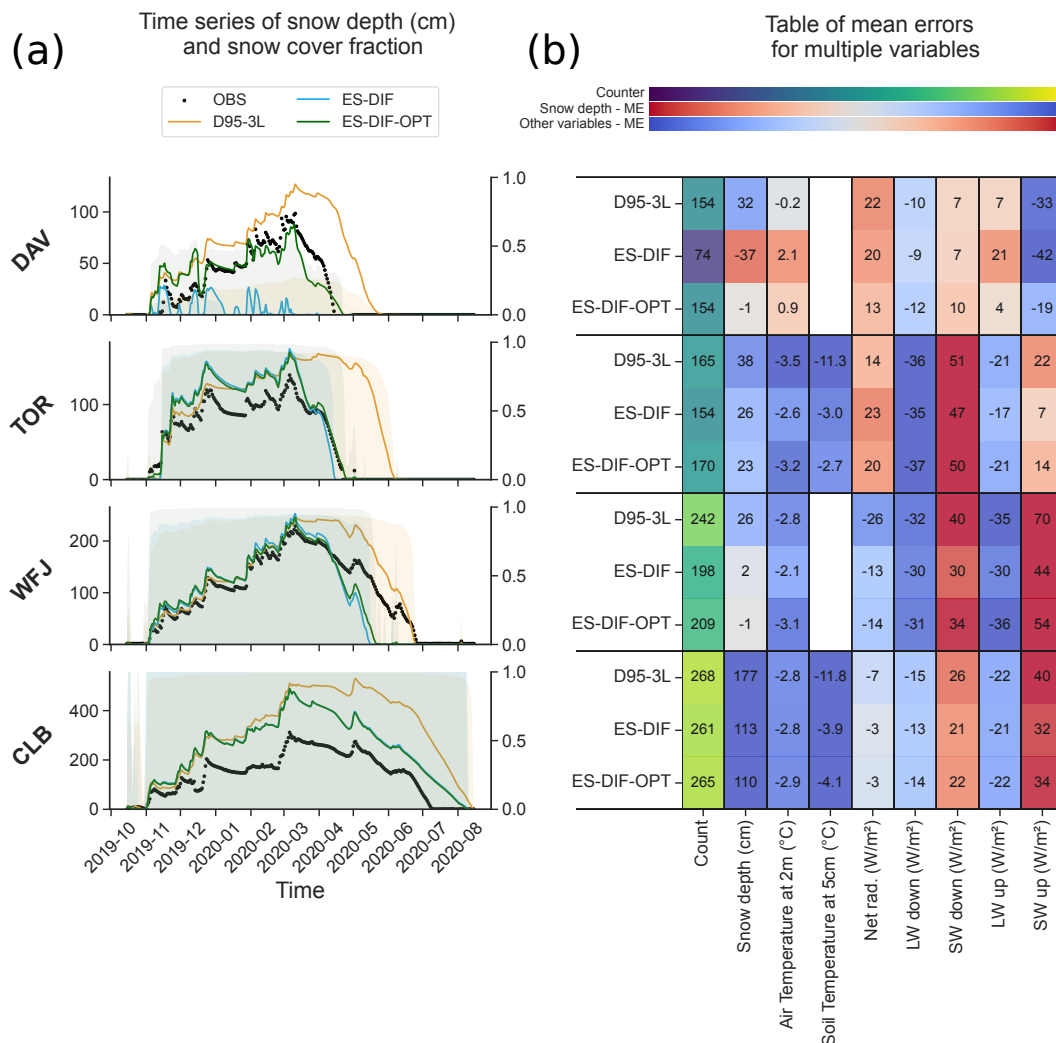 (a)
Time series of snow depth (cm)
and snow cover fraction
OBS
D95-3L
ES-DIF
ES-DIF-OPT
DAV
100
50
0
1.0
0.5
0.0
TOR
100
0
1.0
0.5
0.0
WFJ
200
100
0
1.0
0.5
0.0
CLB
400
200
0
1.0
0.5
0.0
2019-10
2019-11
2019-12
2020-01
2020-02
2020-03
2020-04
2020-05
2020-06
2020-07
2020-08
Time
(b)
Table of mean errors
for multiple variables
Counter
Snow depth - ME
Other variables - ME
D95-3L 154 32 -0.2 22 -10 7 7 -33
ES-DIF 74 -37 2.1 20 -9 7 21 -42
ES-DIF-OPT 154 -1 0.9 13 -12 10 4 -19
D95-3L 165 38 -3.5 -11.3 14 -36 51 -21 22
ES-DIF 154 26 -2.6 -3.0 23 -35 47 -17 7
ES-DIF-OPT 170 23 -3.2 -2.7 20 -37 50 -21 14
D95-3L 242 26 -2.8 -26 -32 40 -35 70
ES-DIF 198 2 -2.1 -13 -30 30 -30 44
ES-DIF-OPT 209 -1 -3.1 -14 -31 34 -36 54
D95-3L 268 177 -2.8 -11.8 -7 -15 26 -22 40
ES-DIF 261 113 -2.8 -3.9 -3 -13 21 -21 32
ES-DIF-OPT 265 110 -2.9 -4.1 -3 -14 22 -22 34
Count
Snow depth (cm)
Air Temperature at 2m (°C)
Soil Temperature at 5cm (°C)
Net rad. (W/m²)
LW down (W/m²)
SW down (W/m²)
LW up (W/m²)
SW up (W/m²)